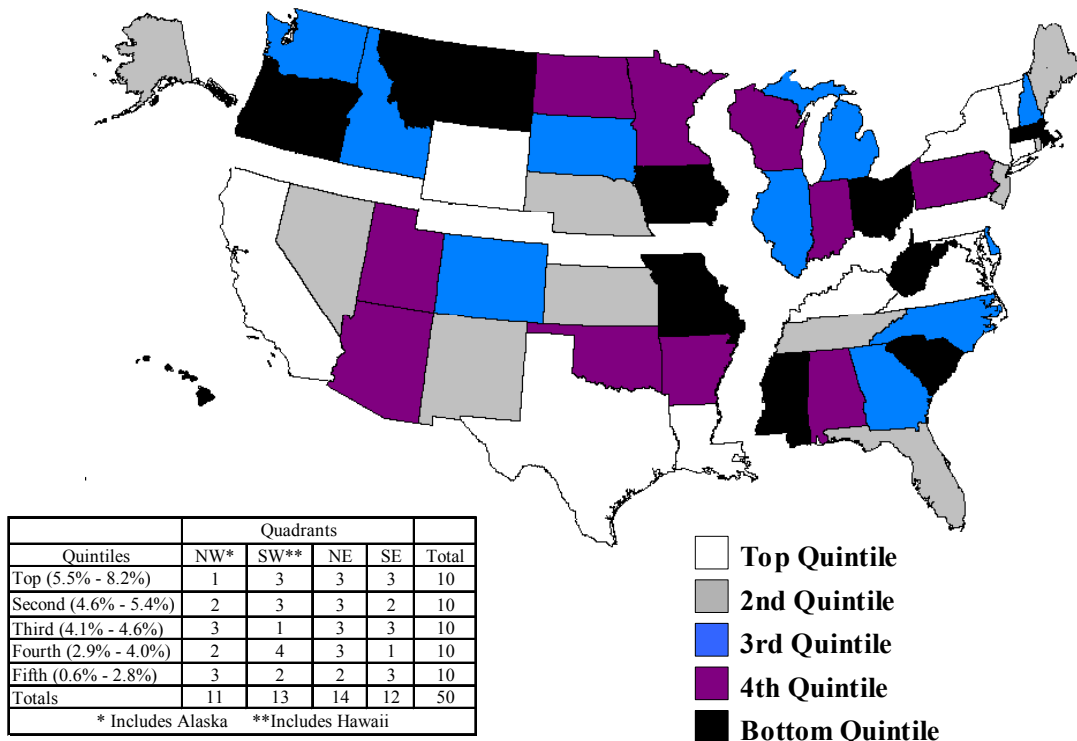 Quadrants
Quintiles NW* SW** NE SE Total
Top (5.5% - 8.2%) 1 3 3 3 10
Second (4.6% - 5.4%) 2 3 3 2 10
Third (4.1% - 4.6%) 3 1 3 3 10
Fourth (2.9% - 4.0%) 2 4 3 1 10
Fifth (0.6% - 2.8%) 3 2 2 3 10
Totals 11 13 14 12 50
* Includes Alaska **Includes Hawaii
Top Quintile
2nd Quintile
3rd Quintile
4th Quintile
Bottom Quintile